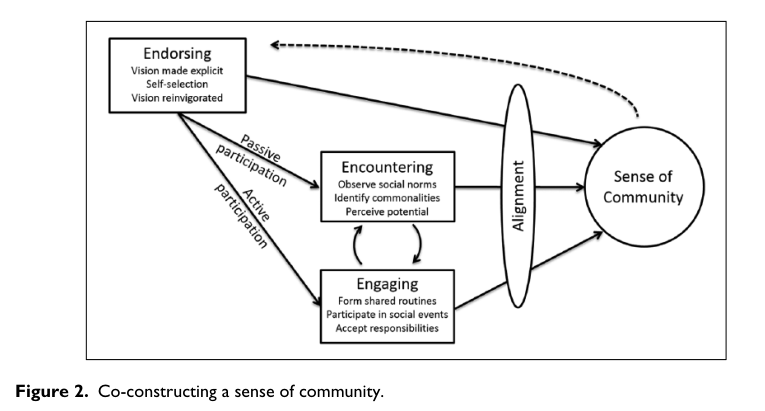 Endorsing
Vision made explicit
Self-selection
Vision reinvigorated
Passive
participation
Active
participation
Encountering
Observe social norms
Identify commonalities
Perceive potential
Engaging
Form shared routines
Participate in social events
Accept responsibilities
Alignment
Sense of
Community
Figure 2. Co-constructing a sense of community.